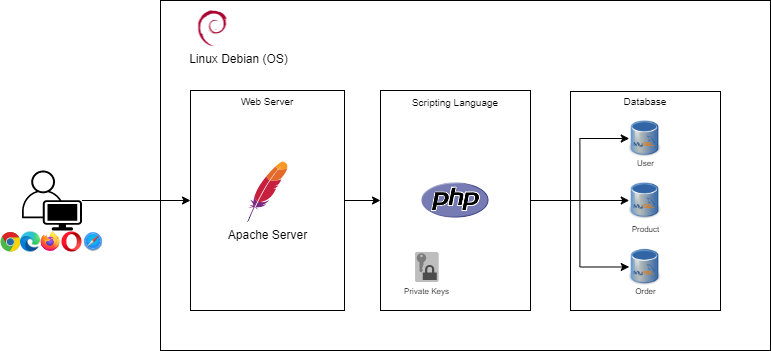 Linux Debian (OS)
Web Server
Scripting Language
Database
User
php
Product
Apache Server
Private Keys
Order